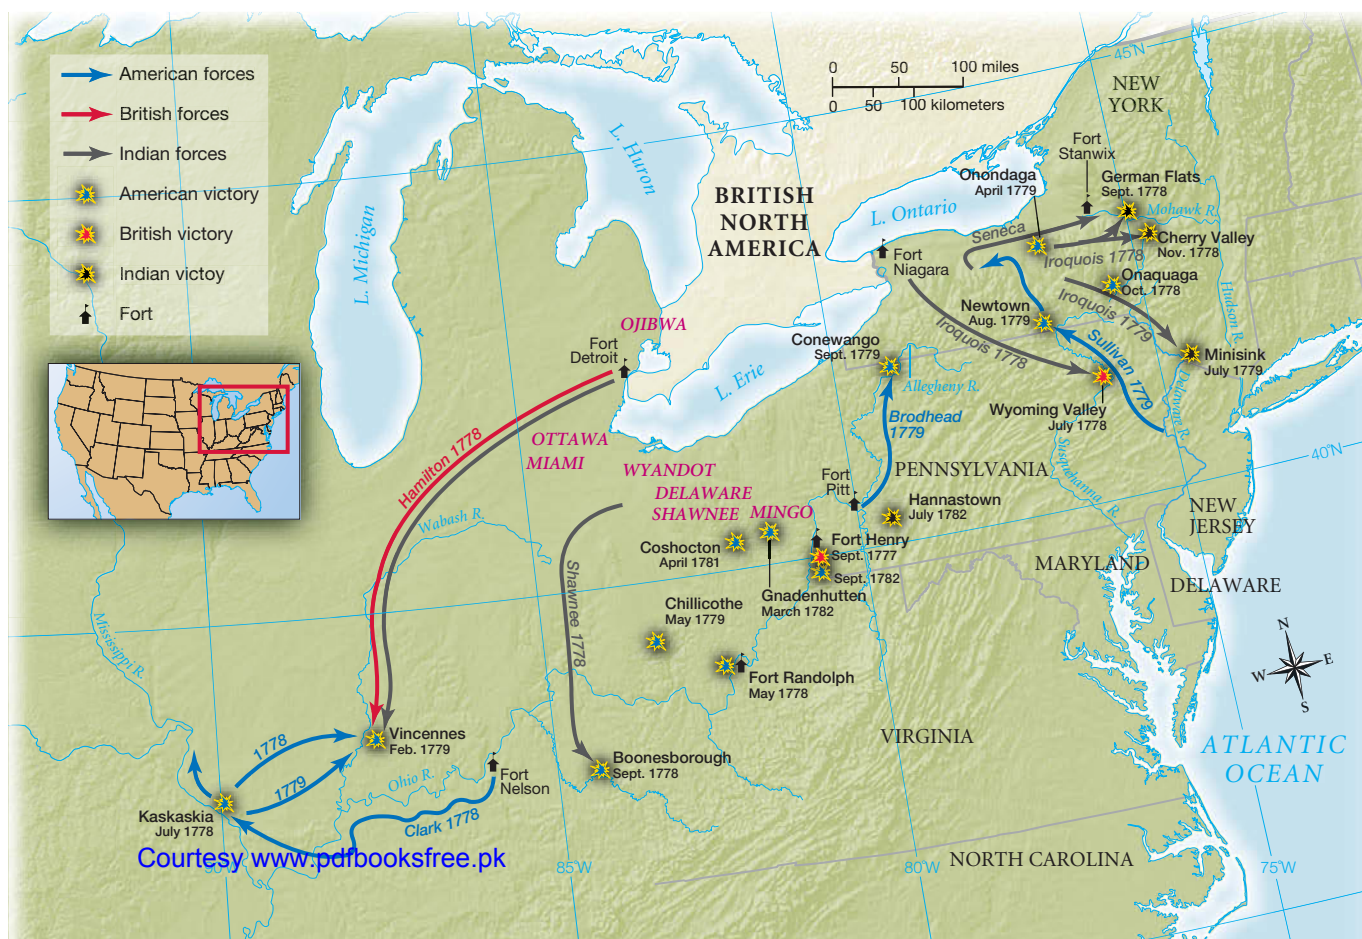 American forces
British forces
Indian forces
American victory
British victory
Indian victoy
Fort
0 50 100 miles
0 50 100 kilometers
45°N
NEW
YORK
Fort
Stanwix
Onondaga
April 1779
German Flats
Sept. 1778
Mohawk R.
L. Huron
L. Michigan
BRITISH
NORTH
AMERICA
L. Ontario
Seneca
Iroquois 1778
Cherry Valley
Nov. 1778
Fort
Niagara
Onaquaga
Oct. 1778
Iroquois 1779
Hudson R.
Newtown
Aug. 1779
OJIBWA
Fort
Detroit
Conewango
Sept. 1779
Iroquois 1778
Sullivan 1779
Minisink
July 1779
L. Erie
Allegheny R.
Delaware R.
Wyoming Valley
July 1778
Brodhead
1779
Hamilton 1778
OTTAWA
MIAMI
WYANDOT
DELAWARE
SHAWNEE
MINGO
Fort
Pitt
PENNSYLVANIA
Susquehanna R.
40°N
Hannastown
July 1782
NEW
JERSEY
Wabash R.
Coshocton
April 1781
Fort Henry
Sept. 1777
Sept. 1782
MARYLAND
DELAWARE
Gnadenhutten
March 1782
Shawnee 1778
Chillicothe
May 1779
Mississippi R.
Fort Randolph
May 1778
N
W
E
S
Vincennes
Feb. 1779
1778
1779
Boonesborough
Sept. 1778
VIRGINIA
ATLANTIC
OCEAN
Ohio R.
Fort
Nelson
Kaskaskia
July 1778
Clark 1778
Courtesy www.pdfbooksfree.pk
85°W
80°W
75°W
NORTH CAROLINA